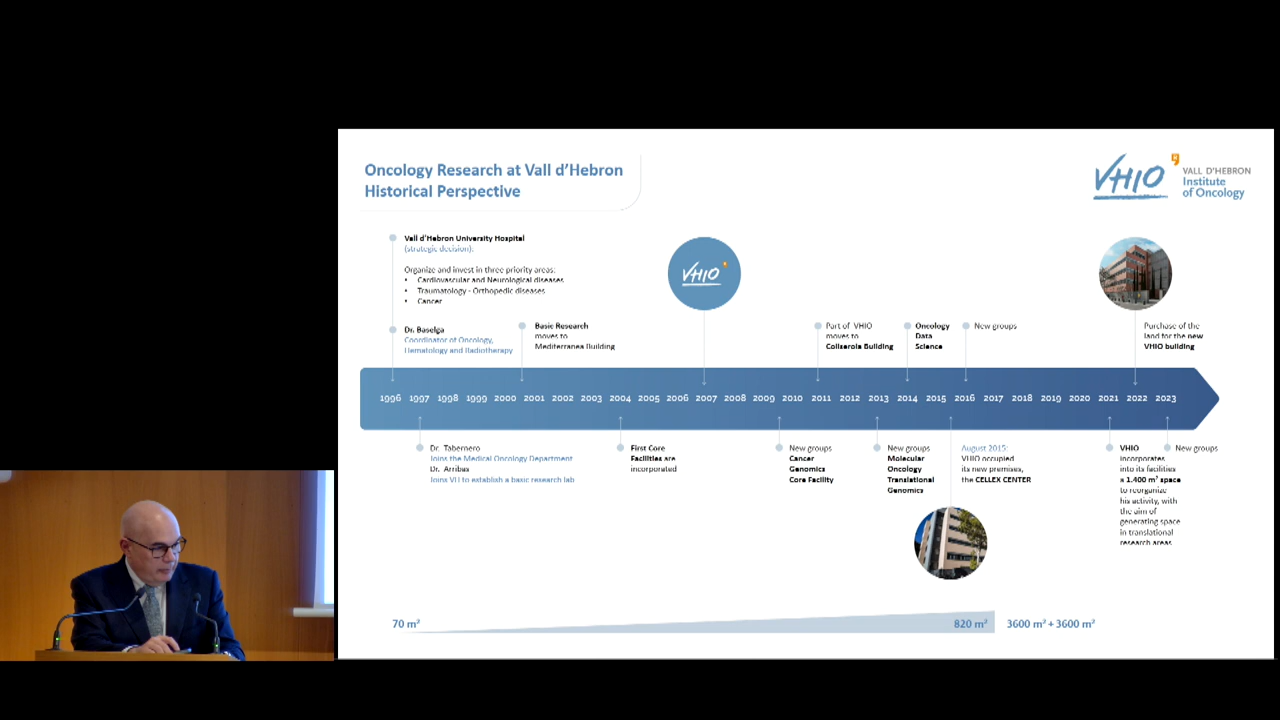 Oncology Research at Vall d'Hebron
Historical Perspective
VHIO
VALL D'HEBRON
Institute
of Oncology
Vall d'Hebron University Hospital
(strategic decision):
Organize and invest in three priority areas:
• Cardiovascular and Neurological diseases
• Traumatology - Orthopedic diseases
• Cancer
Dr. Baselga
Coordinator of Oncology,
Hematology and Radiotherapy
Basic Research
moves to
Mediterranea Building
VHIO
Part of VHIO
moves to
Collserola Building
Oncology
Data
Science
New groups
Purchase of the
land for the new
VHIO building
1996 1997 1998 1999 2000 2001 2002 2003 2004 2005 2006 2007 2008 2009 2010 2011 2012 2013 2014 2015 2016 2017 2018 2019 2020 2021 2022 2023
Dr. Tabernero
Joins the Medical Oncology Department
Dr. Arribas
Joins VH to establish a basic research lab
First Core
Facilities are
incorporated
New groups
Cancer
Genomics
Core Facility
New groups
Molecular
Oncology
Translational
Genomics
August 2015:
VHIO occupied
its new premises,
the CELLEX CENTER
VHIO
incorporates
into its facilities
a 1.400 m² space
to reorganize
his activity, with
the aim of
generating space
in translational
research areas
New groups
70 m²
820 m²
3600 m² + 3600 m²